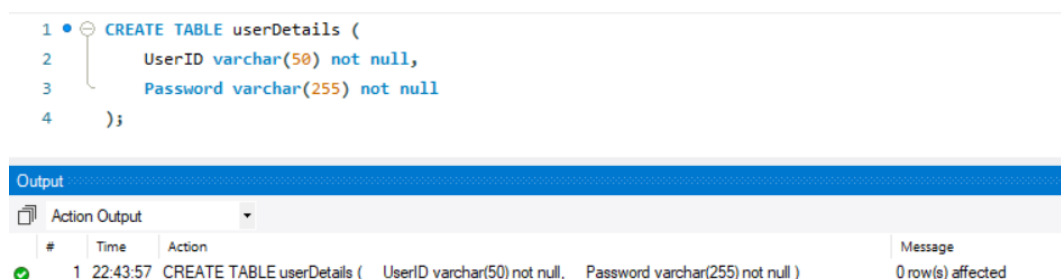 1 CREATE TABLE userDetails (
2 UserID varchar(50) not null,
3 Password varchar(255) not null
4 );
Output
Action Output
# Time Action Message
1 22:43:57 CREATE TABLE userDetails ( UserID varchar(50) not null, Password varchar(255) not null ) 0 row(s) affected